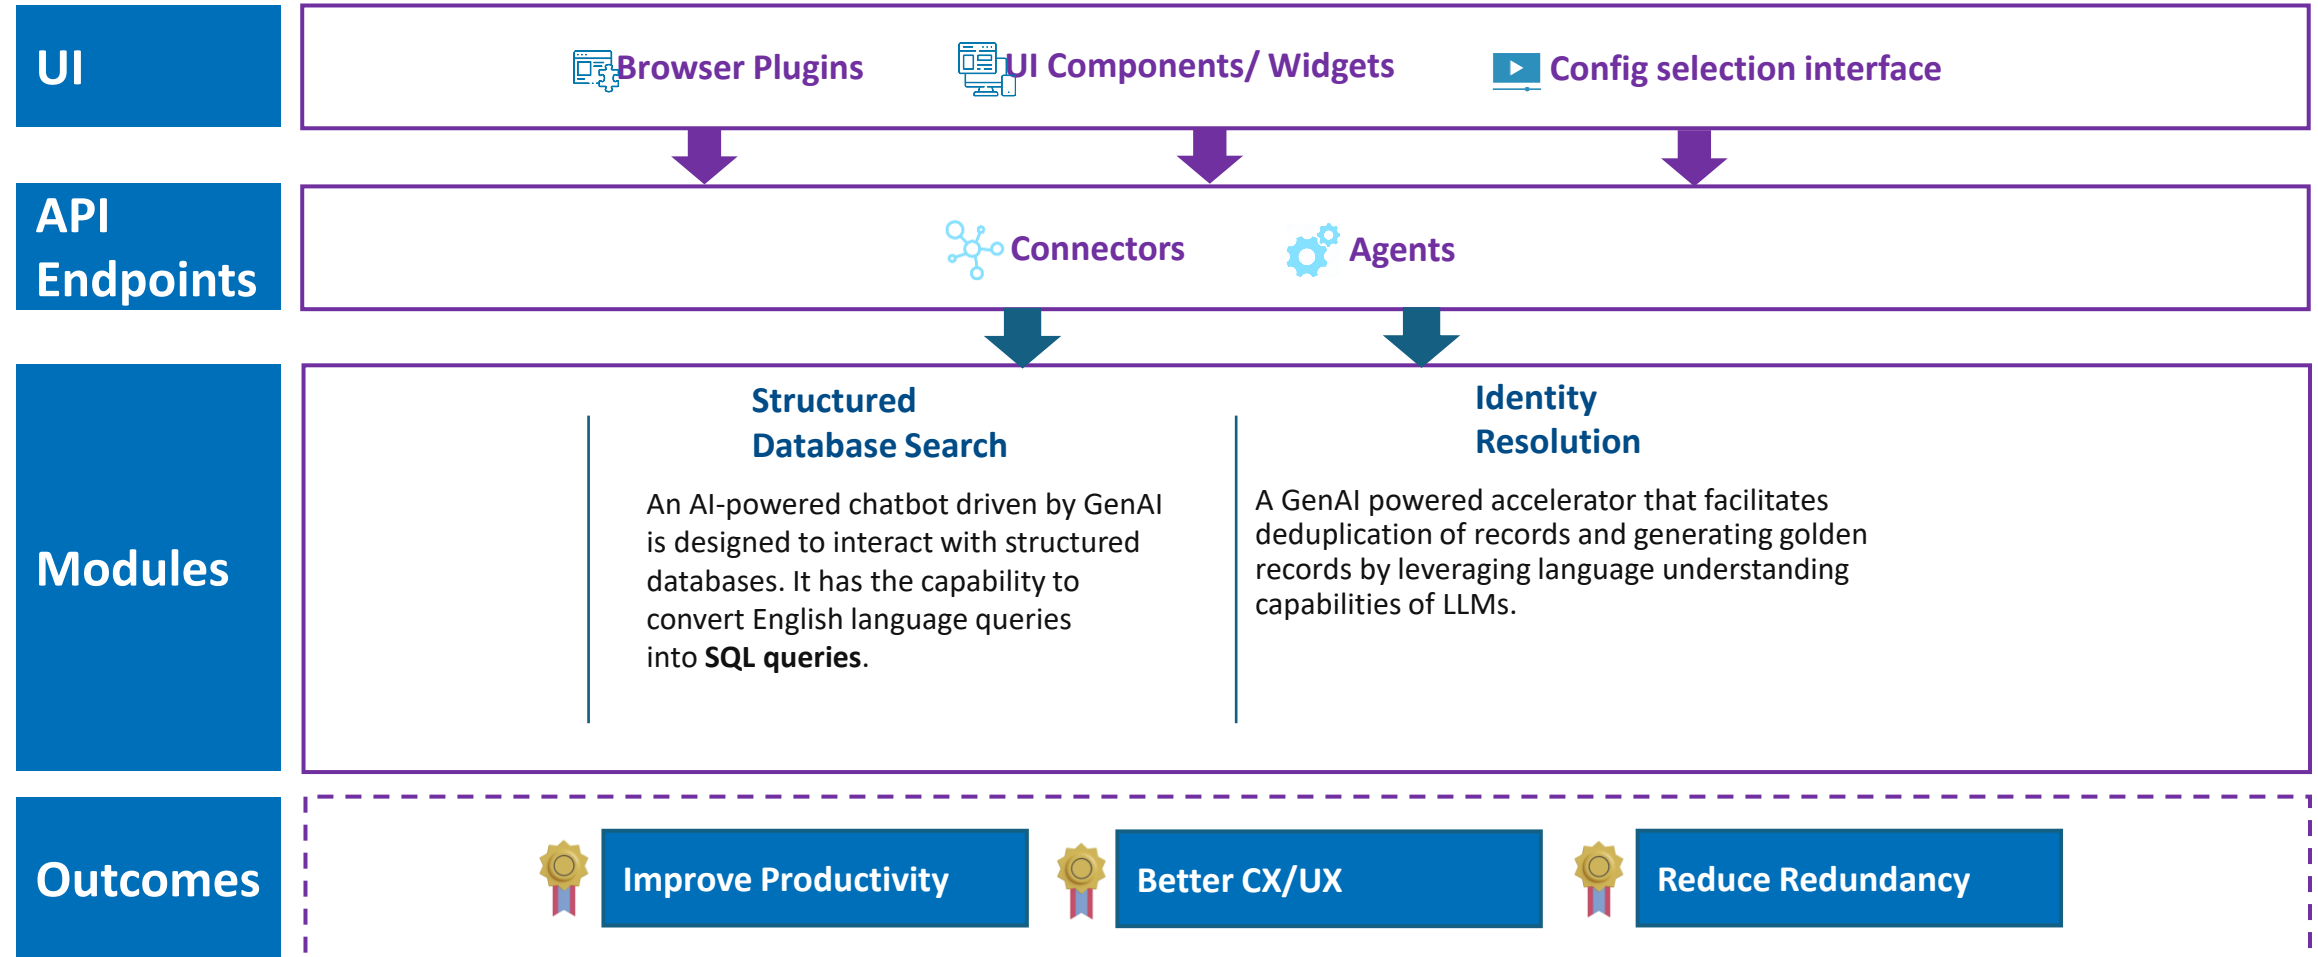 UI
Browser Plugins
UI Components/ Widgets
Config selection interface
API
Endpoints
Connectors
Agents
Modules
Structured
Database Search
An AI-powered chatbot driven by GenAI
is designed to interact with structured
databases. It has the capability to
convert English language queries
into SQL queries.
Identity
Resolution
A GenAI powered accelerator that facilitates
deduplication of records and generating golden
records by leveraging language understanding
capabilities of LLMs.
Outcomes
Improve Productivity
Better CX/UX
Reduce Redundancy